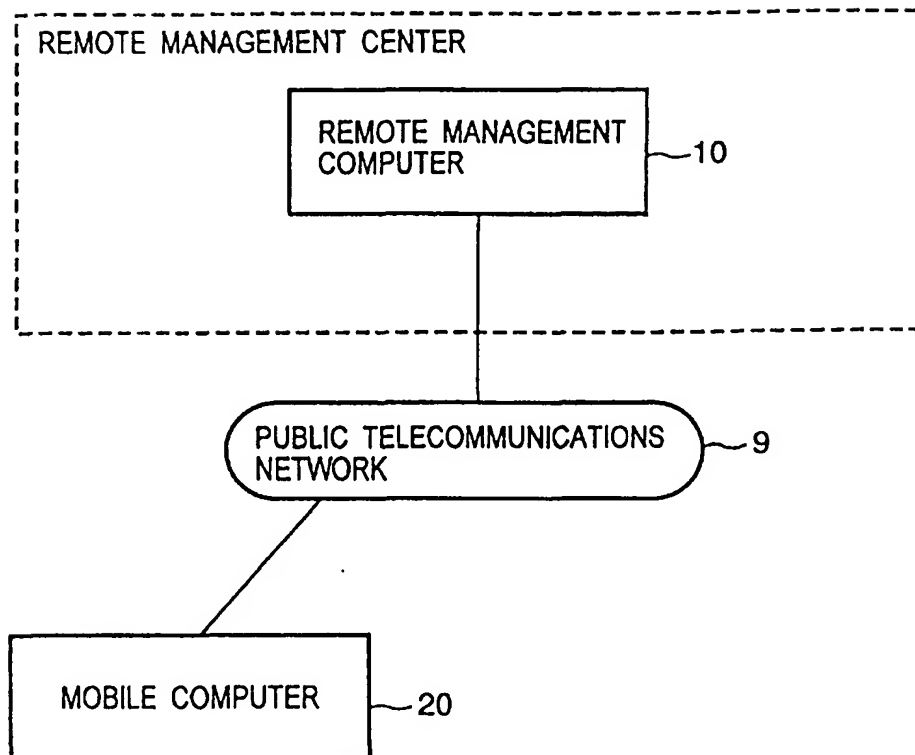 REMOTE MANAGEMENT CENTER
REMOTE MANAGEMENT
COMPUTER
10
PUBLIC TELECOMMUNICATIONS
NETWORK
9
MOBILE COMPUTER
20